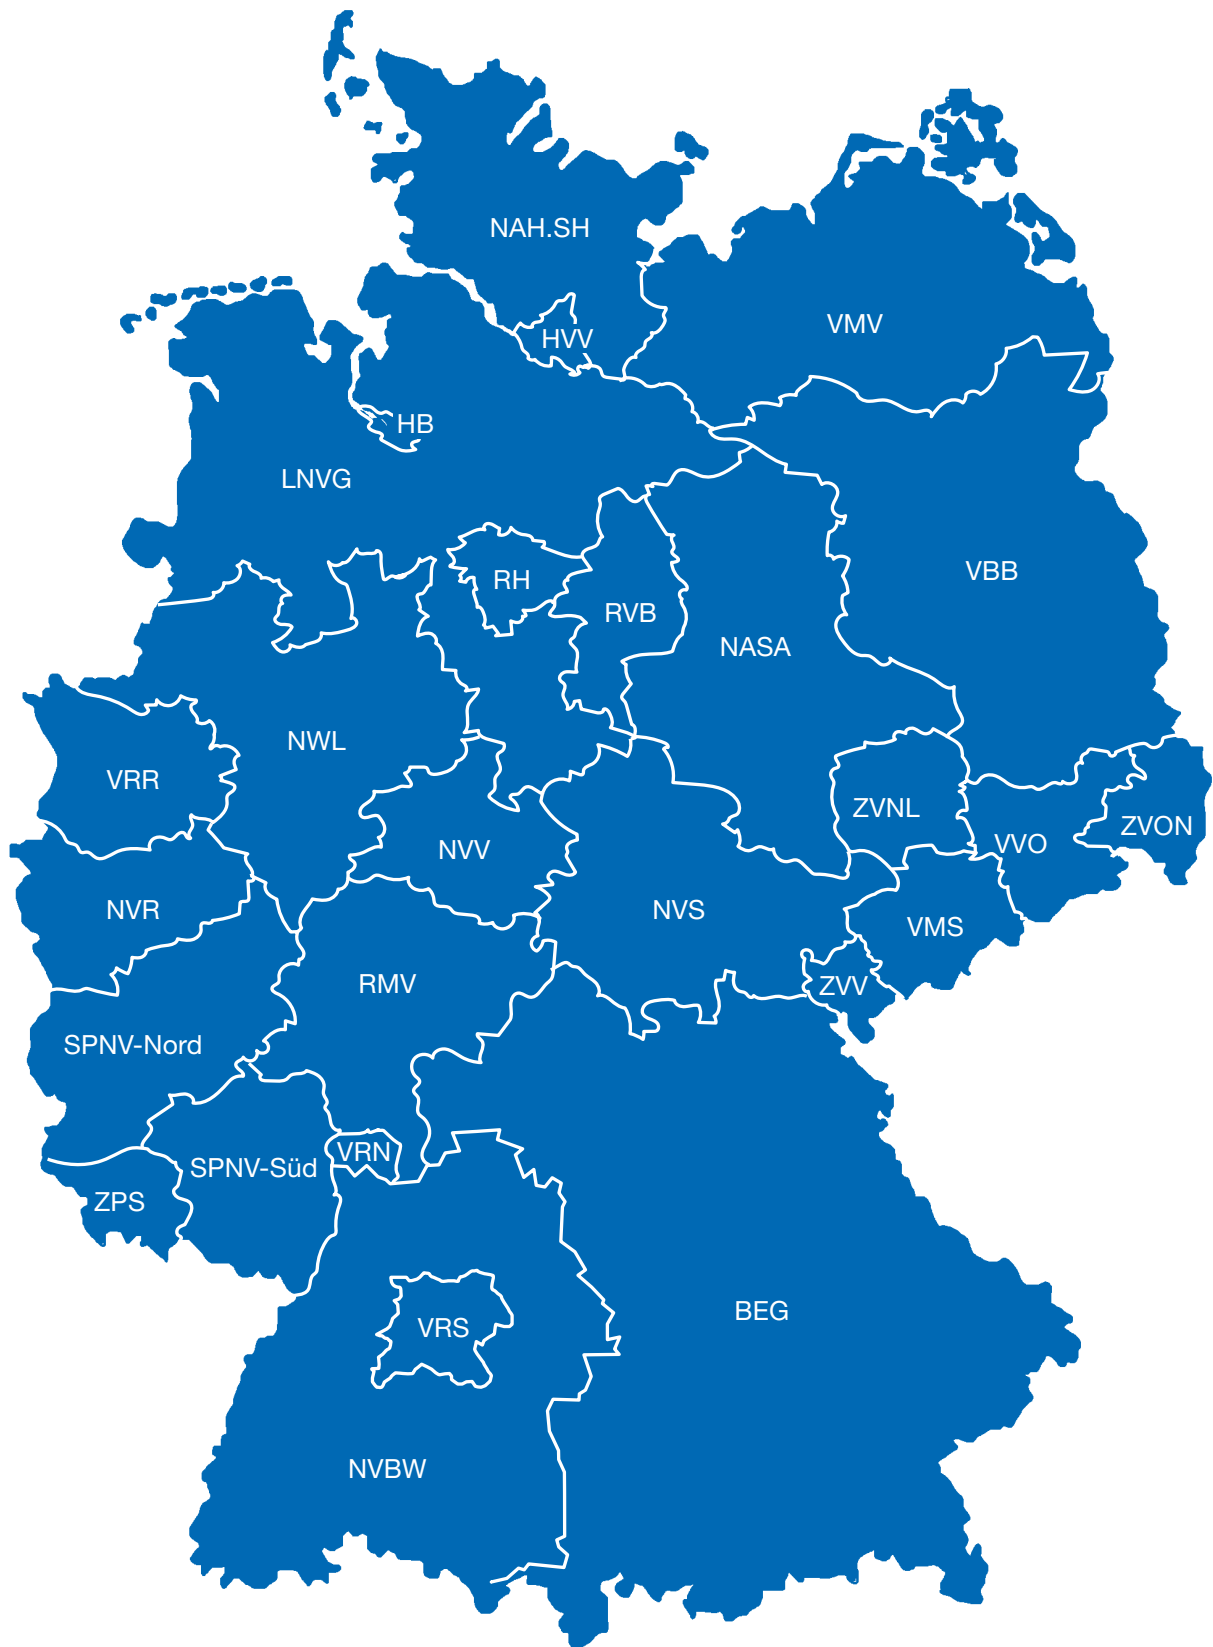 NAH.SH
VMV
HVV
HB
LNVG
VBB
RH
RVB
NASA
NWL
VRR
ZVNL
ZVON
VVO
NVV
NVR
NVS
VMS
RMV
ZVV
SPNV-Nord
VRN
SPNV-Süd
ZPS
BEG
VRS
NVBW